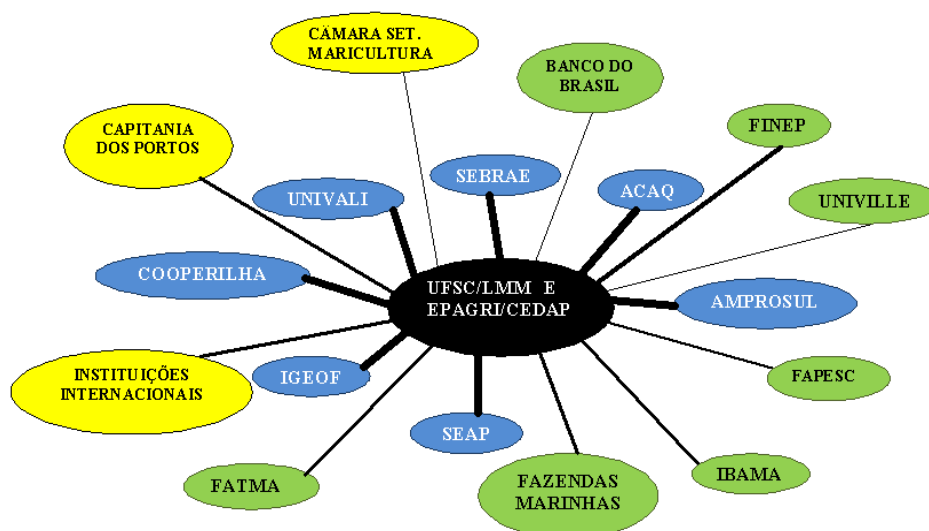 CÂMARA SET.
MARICULTURA
BANCO DO
BRASIL
FINEP
CAPITANIA
DOS PORTOS
SEBRAE
ACAQ
UNIVALI
UNIVILLE
COOPERILHA
UFSC/LMM E
EPAGRI/CEDAP
AMPROSUL
INSTITUIÇÕES
INTERNACIONAIS
IGEOF
FAPESC
SEAP
FATMA
FAZENDAS
MARINHAS
IBAMA